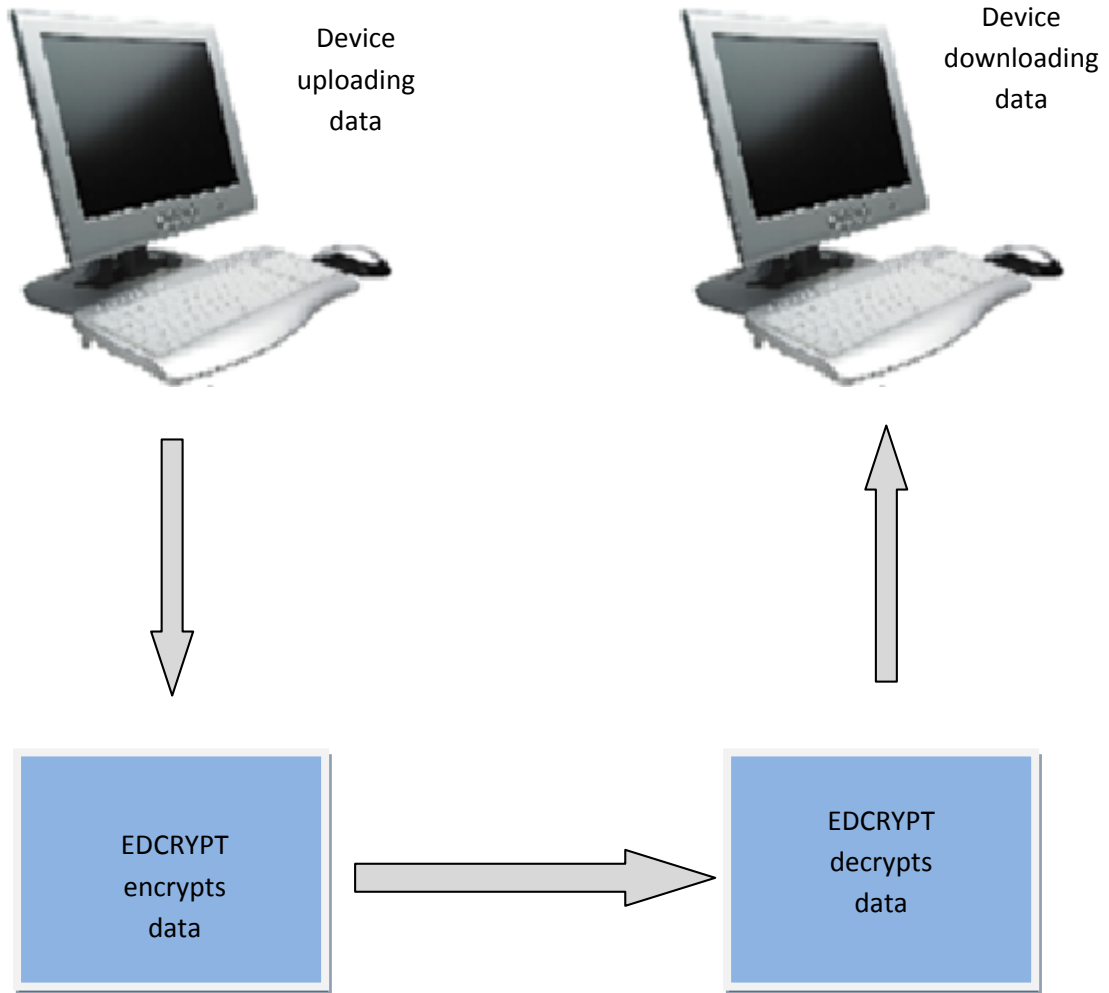 Device
uploading
data
Device
downloading
data
EDCRYPT
encrypts
data
EDCRYPT
decrypts
data